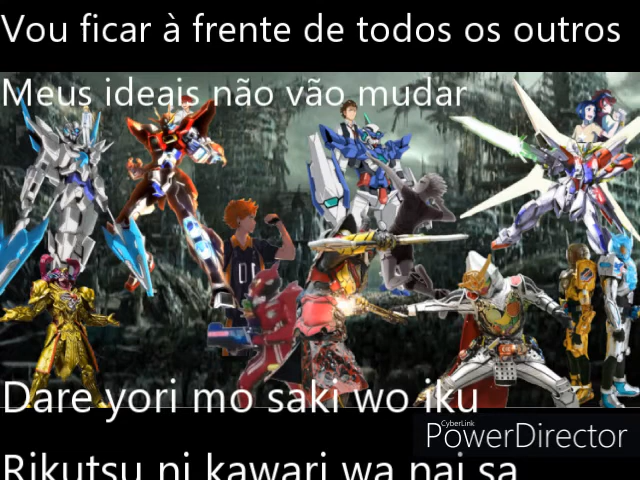 Vou ficar à frente de todos os outros
Meus ideais não vão mudar
Dare yori mo saki wo iku
CyberLink
PowerDirector
Rikutsu ni kawari wa nai sa